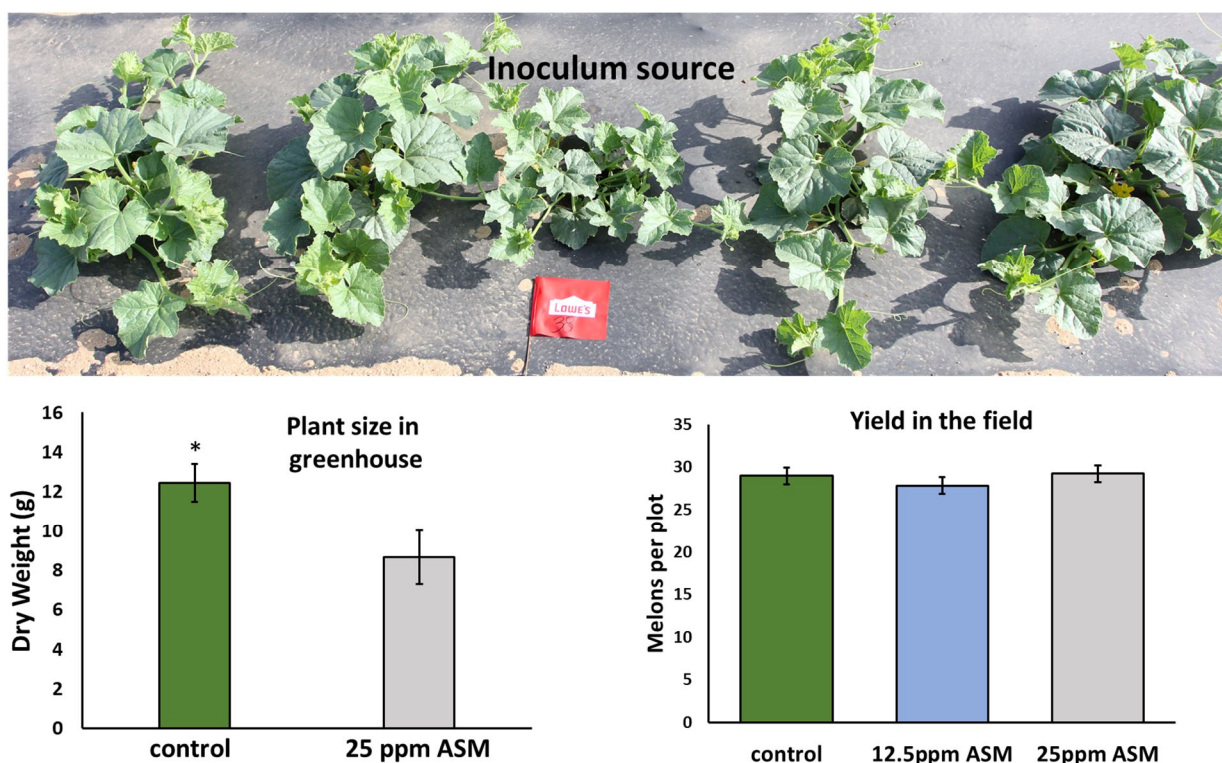 Inoculum source
LOWE'S
Plant size in
greenhouse
Dry Weight (g)
16
14
12
10
8
6
4
2
0
*
control
25 ppm ASM
Yield in the field
Melons per plot
35
30
25
20
15
10
5
0
control
12.5ppm ASM
25ppm ASM